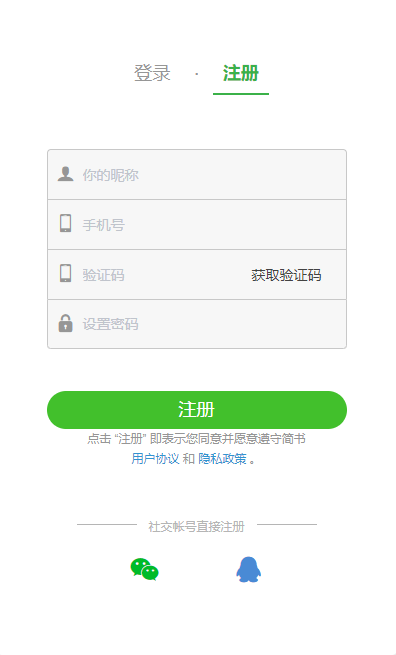 登录 · 注册
你的昵称
手机号
验证码 获取验证码
设置密码
注册
点击 “注册” 即表示您同意并愿意遵守简书
用户协议 和 隐私政策 。
社交帐号直接注册